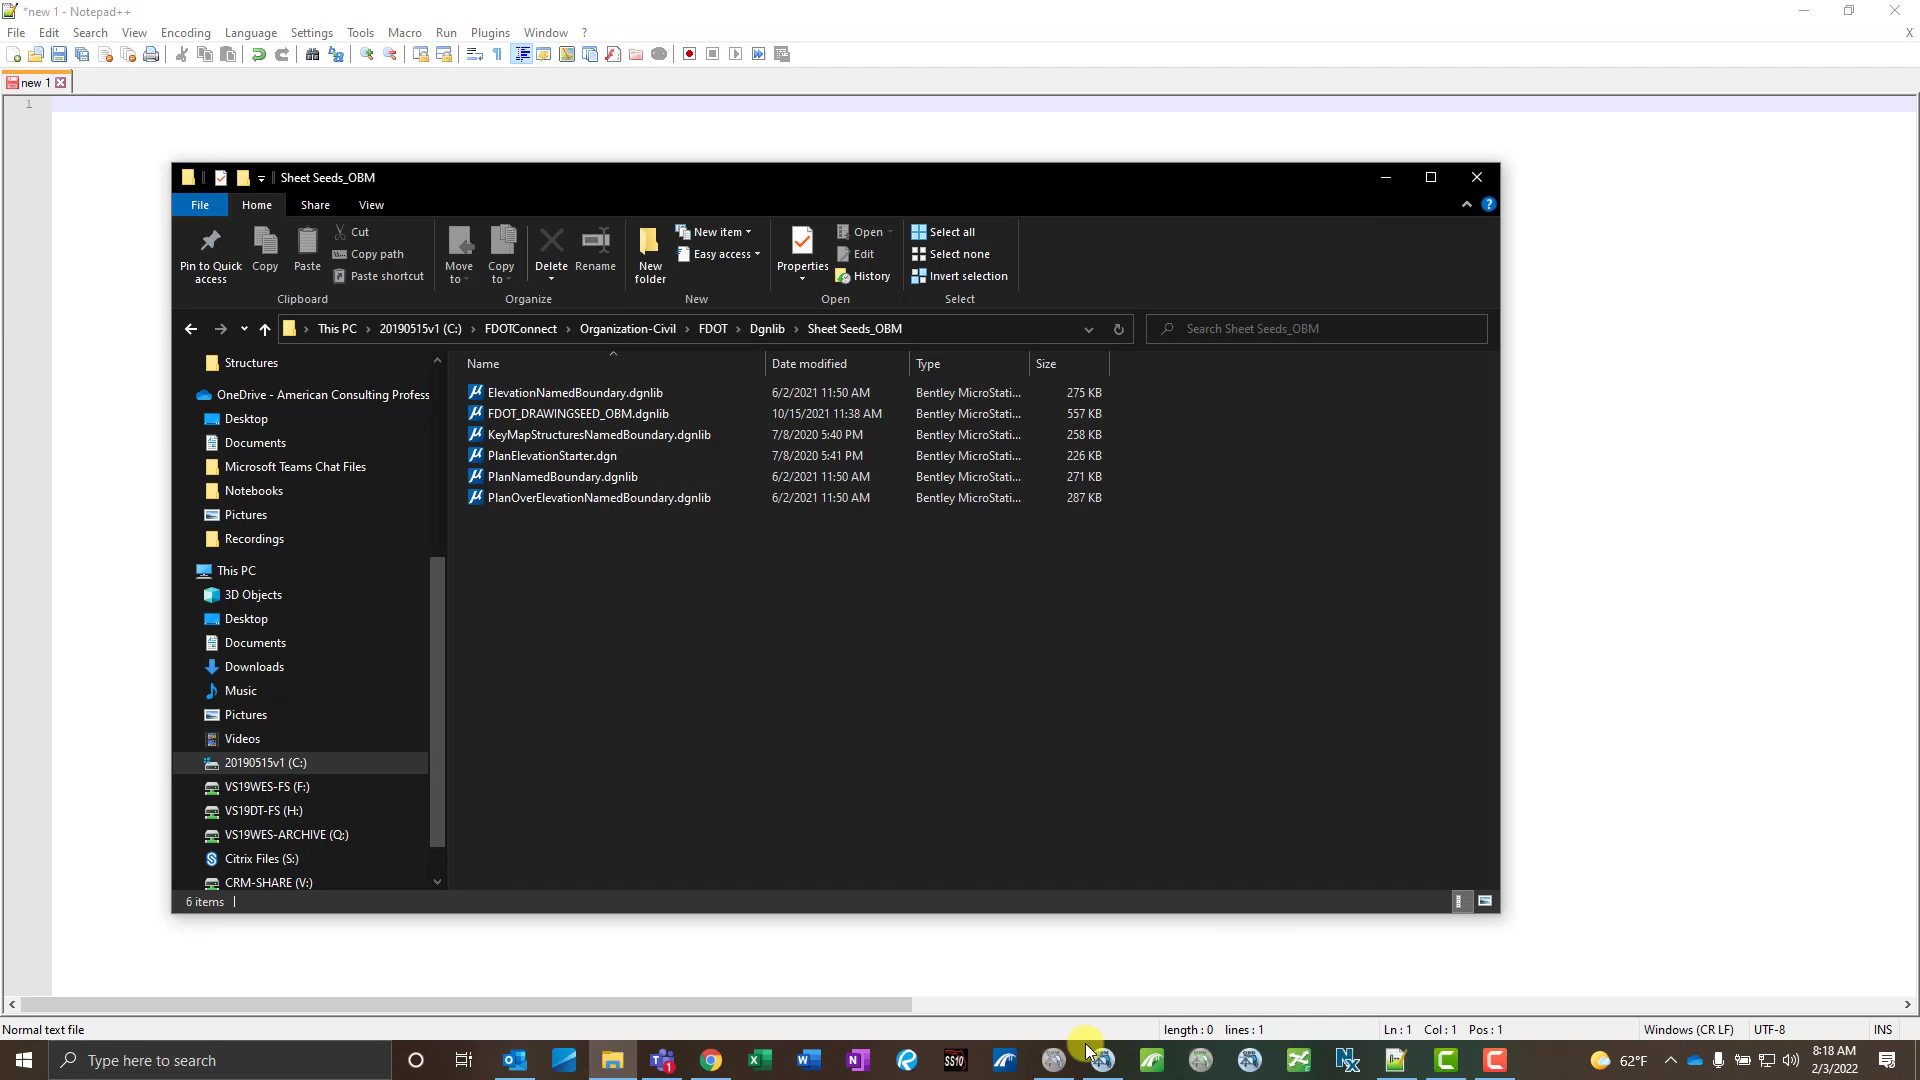 *new 1 - Notepad++
File Edit Search View Encoding Language Settings Tools Macro Run Plugins Window ? X
new 1
1
Sheet Seeds_OBM
File Home Share View
Pin to Quick access
Copy
Paste
Cut
Copy path
Paste shortcut
Clipboard
Move to
Copy to
Delete
Rename
Organize
New folder
New item
Easy access
New
Properties
Open
Edit
History
Open
Select all
Select none
Invert selection
Select
This PC > 20190515v1 (C:) > FDOTConnect > Organization-Civil > FDOT > Dgnlib > Sheet Seeds_OBM
Search Sheet Seeds_OBM
Structures
OneDrive - American Consulting Profess
Desktop
Documents
Microsoft Teams Chat Files
Notebooks
Pictures
Recordings
This PC
3D Objects
Desktop
Documents
Downloads
Music
Pictures
Videos
20190515v1 (C:)
VS19WES-FS (F:)
VS19DT-FS (H:)
VS19WES-ARCHIVE (Q:)
Citrix Files (S:)
CRM-SHARE (V:)
Name Date modified Type Size
ElevationNamedBoundary.dgnlib 6/2/2021 11:50 AM Bentley MicroStati... 275 KB
FDOT_DRAWINGSEED_OBM.dgnlib 10/15/2021 11:38 AM Bentley MicroStati... 557 KB
KeyMapStructuresNamedBoundary.dgnlib 7/8/2020 5:40 PM Bentley MicroStati... 258 KB
PlanElevationStarter.dgn 7/8/2020 5:41 PM Bentley MicroStati... 226 KB
PlanNamedBoundary.dgnlib 6/2/2021 11:50 AM Bentley MicroStati... 271 KB
PlanOverElevationNamedBoundary.dgnlib 6/2/2021 11:50 AM Bentley MicroStati... 287 KB
6 items
Normal text file length : 0 lines : 1 Ln : 1 Col : 1 Pos : 1 Windows (CR LF) UTF-8 INS
Type here to search
SS10
62°F
8:18 AM
2/3/2022